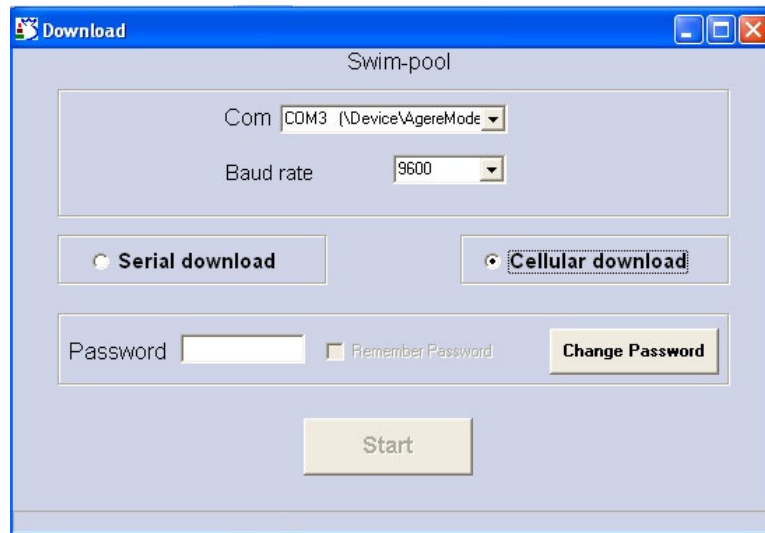 Download
Swim-pool
Com COM3 (\Device\AgereMode
Baud rate 9600
Serial download Cellular download
Password Remember Password Change Password
Start